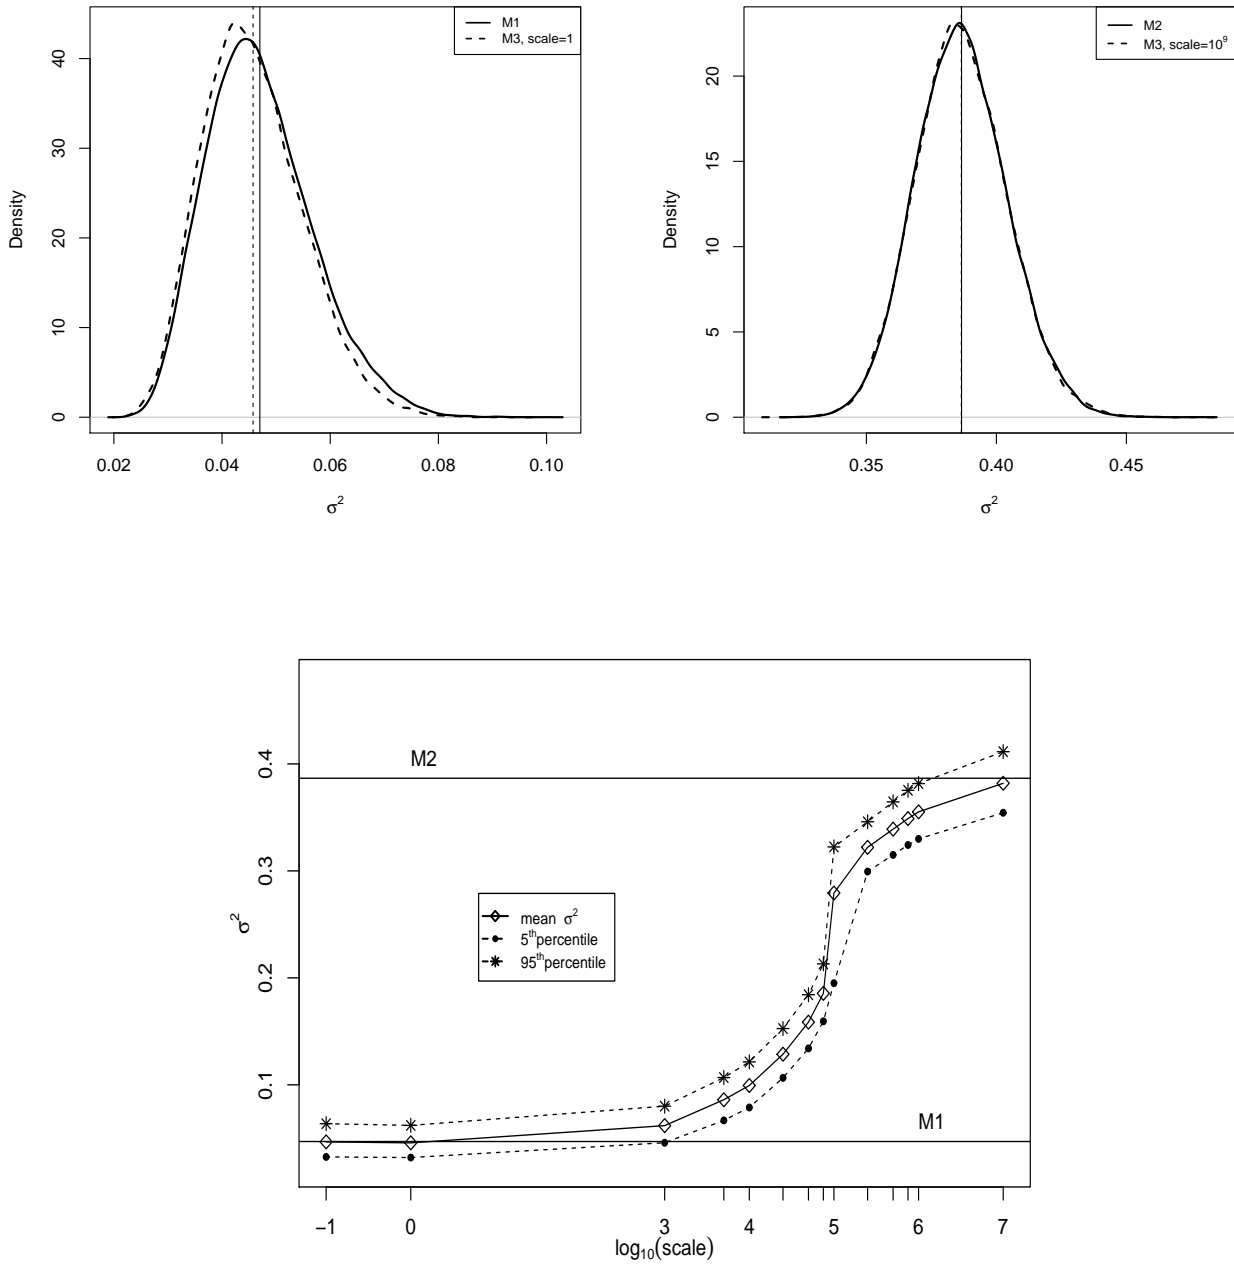 M1
M3, scale=1
Density
0 10 20 30 40
0.02 0.04 0.06 0.08 0.10
σ²
M2
M3, scale=10⁹
Density
0 5 10 15 20
0.35 0.40 0.45
σ²
M2
M1
mean σ²
5ᵗʰpercentile
95ᵗʰpercentile
σ²
0.1 0.2 0.3 0.4
−1 0 3 4 5 6 7
log₁₀(scale)